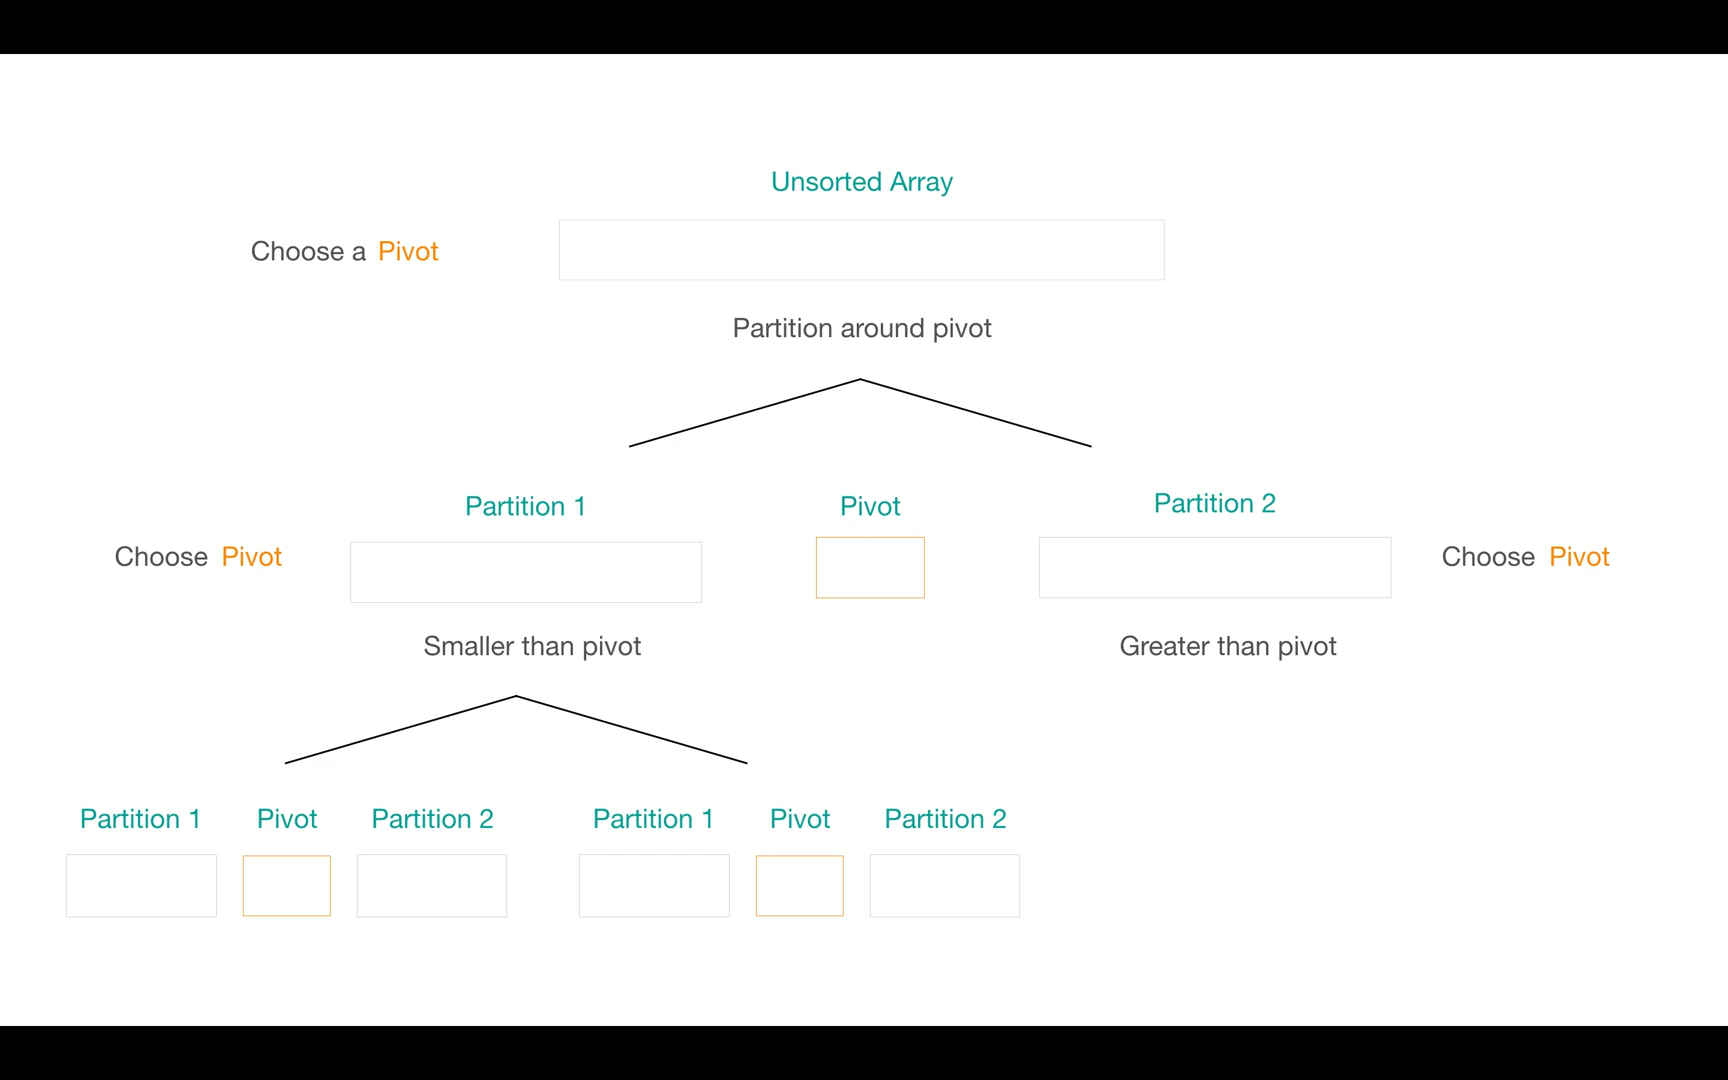 Unsorted Array
Choose a Pivot
Partition around pivot
Partition 1
Pivot
Partition 2
Choose Pivot
Choose Pivot
Smaller than pivot
Greater than pivot
Partition 1
Pivot
Partition 2
Partition 1
Pivot
Partition 2